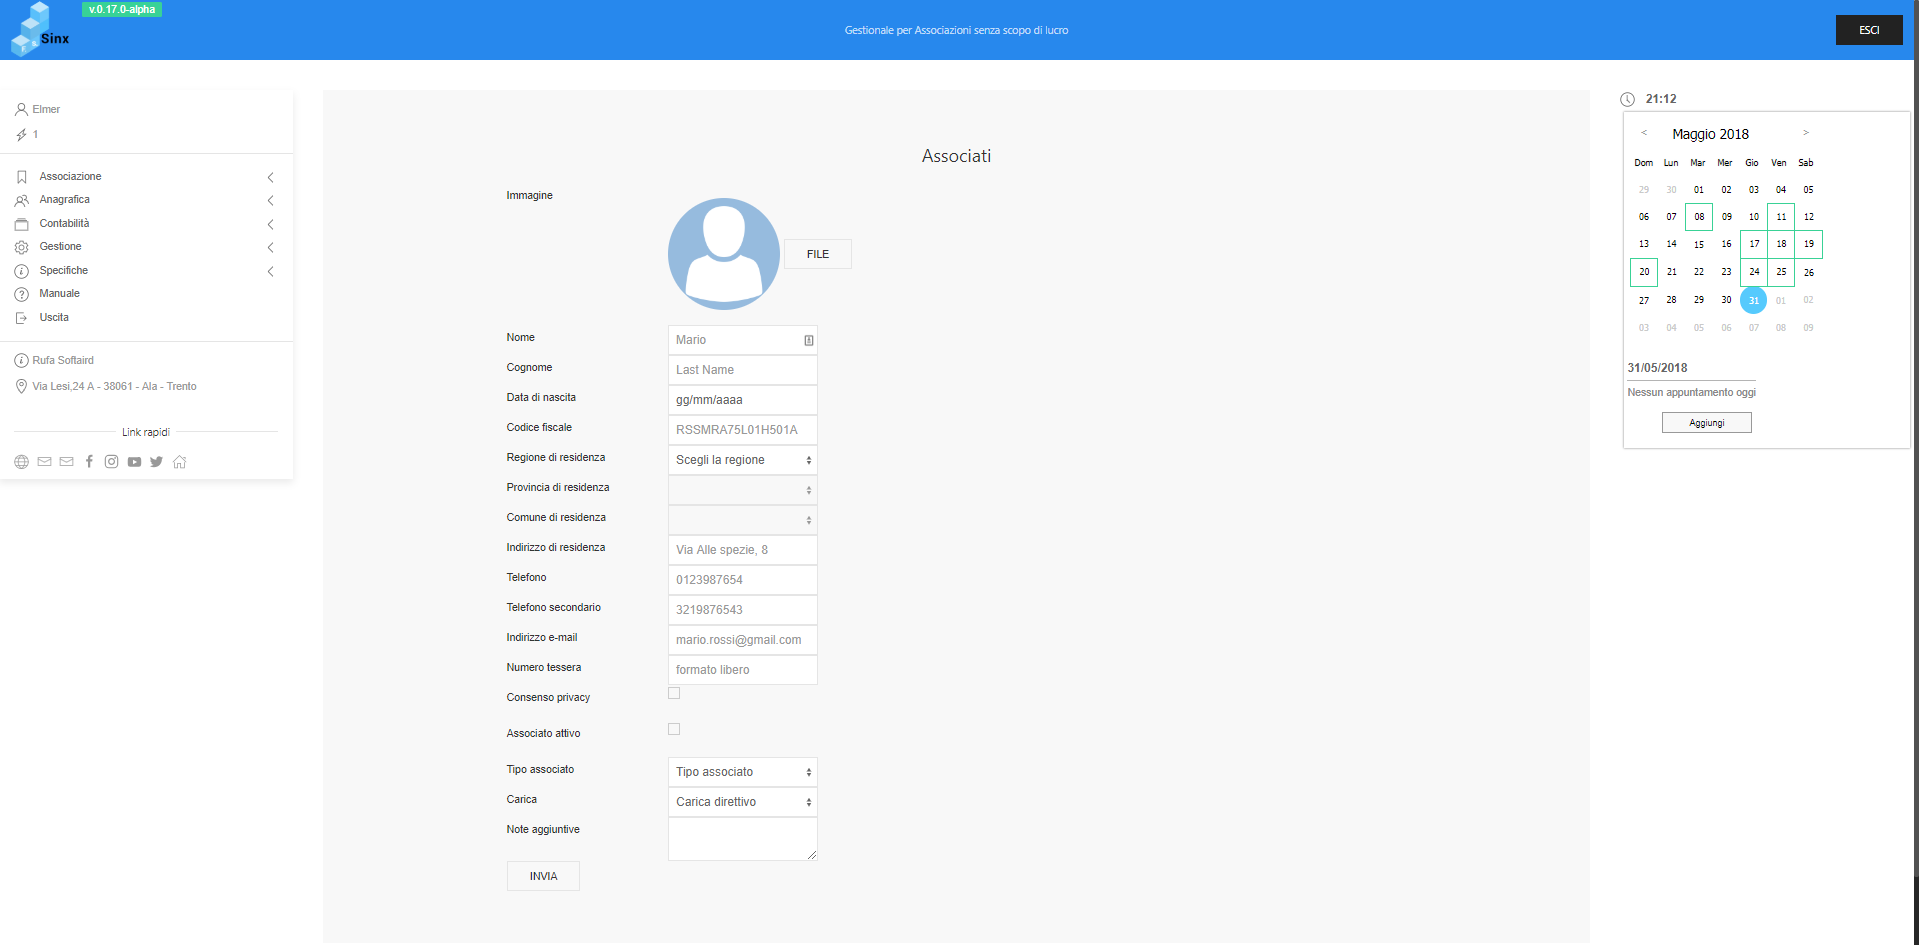 v.0.17.0-alpha
Sinx
Gestionale per Associazioni senza scopo di lucro
ESCI
Elmer
1
Associazione
Anagrafica
Contabilità
Gestione
Specifiche
Manuale
Uscita
Rufa Softaird
Via Lesi,24 A - 38061 - Ala - Trento
Link rapidi
Associati
Immagine
FILE
Nome
Mario
Cognome
Last Name
Data di nascita
gg/mm/aaaa
Codice fiscale
RSSMRA75L01H501A
Regione di residenza
Scegli la regione
Provincia di residenza
Comune di residenza
Indirizzo di residenza
Via Alle spezie, 8
Telefono
0123987654
Telefono secondario
3219876543
Indirizzo e-mail
mario.rossi@gmail.com
Numero tessera
formato libero
Consenso privacy
Associato attivo
Tipo associato
Tipo associato
Carica
Carica direttivo
Note aggiuntive
INVIA
21:12
< Maggio 2018 >
Dom Lun Mar Mer Gio Ven Sab
29 30 01 02 03 04 05
06 07 08 09 10 11 12
13 14 15 16 17 18 19
20 21 22 23 24 25 26
27 28 29 30 31 01 02
03 04 05 06 07 08 09
31/05/2018
Nessun appuntamento oggi
Aggiungi